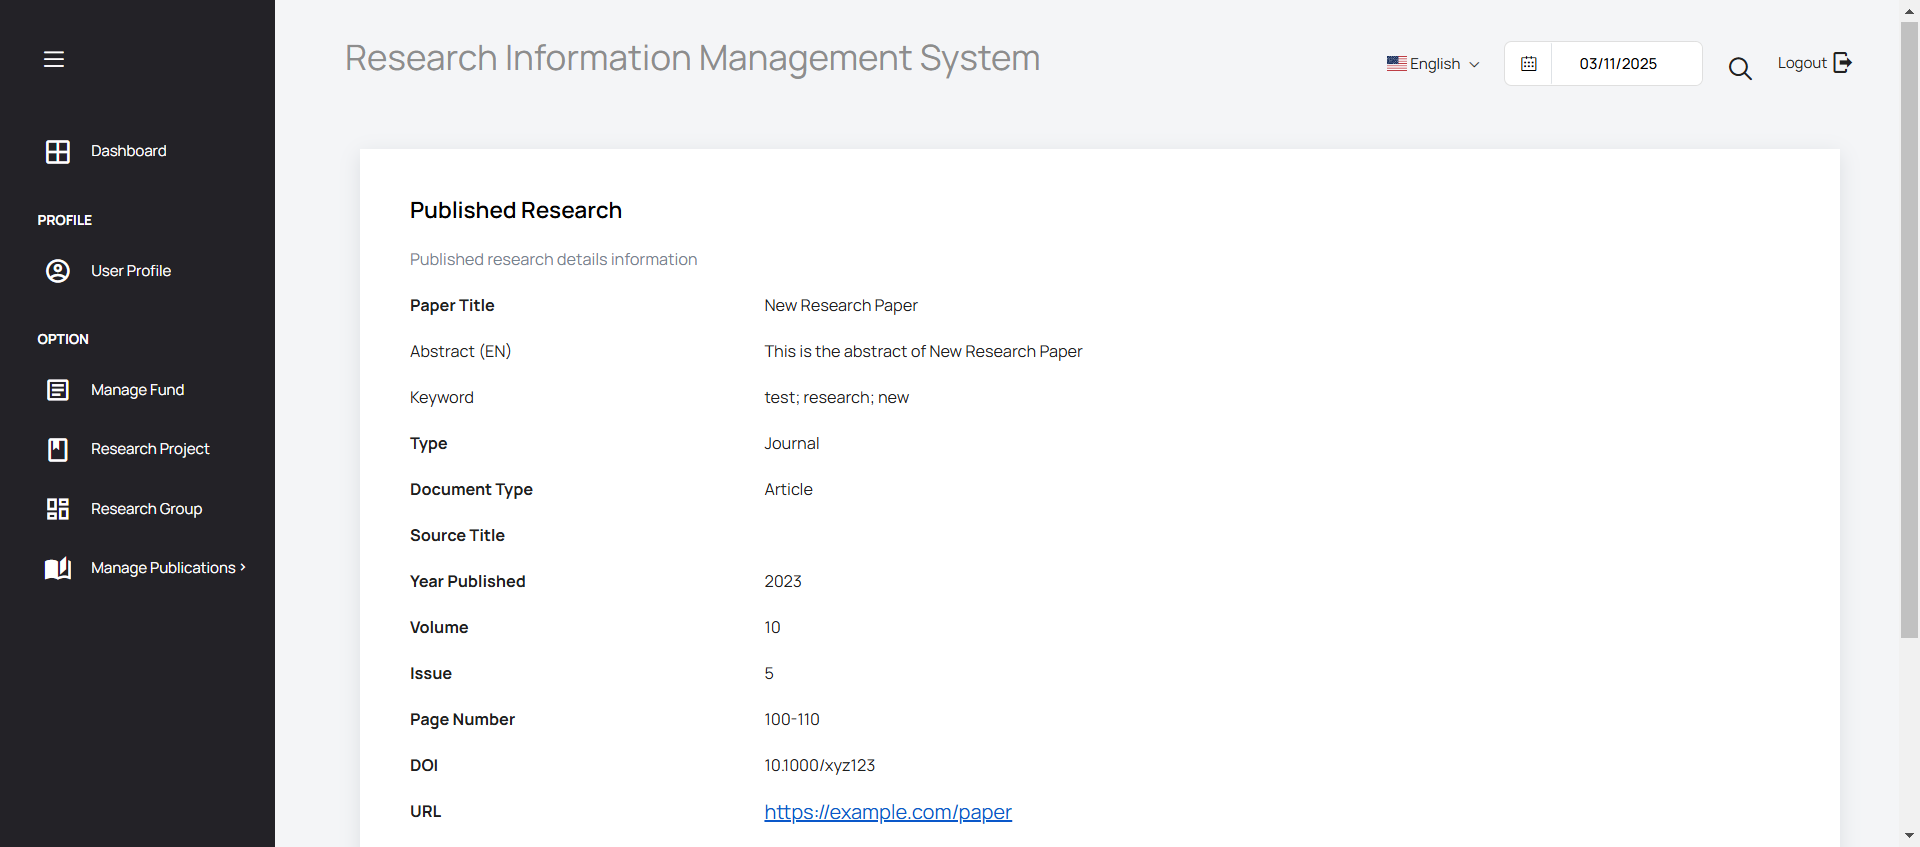 Research Information Management System
English
03/11/2025
Logout
Dashboard
PROFILE
User Profile
OPTION
Manage Fund
Research Project
Research Group
Manage Publications >
Published Research
Published research details information
Paper Title New Research Paper
Abstract (EN) This is the abstract of New Research Paper
Keyword test; research; new
Type Journal
Document Type Article
Source Title
Year Published 2023
Volume 10
Issue 5
Page Number 100-110
DOI 10.1000/xyz123
URL https://example.com/paper